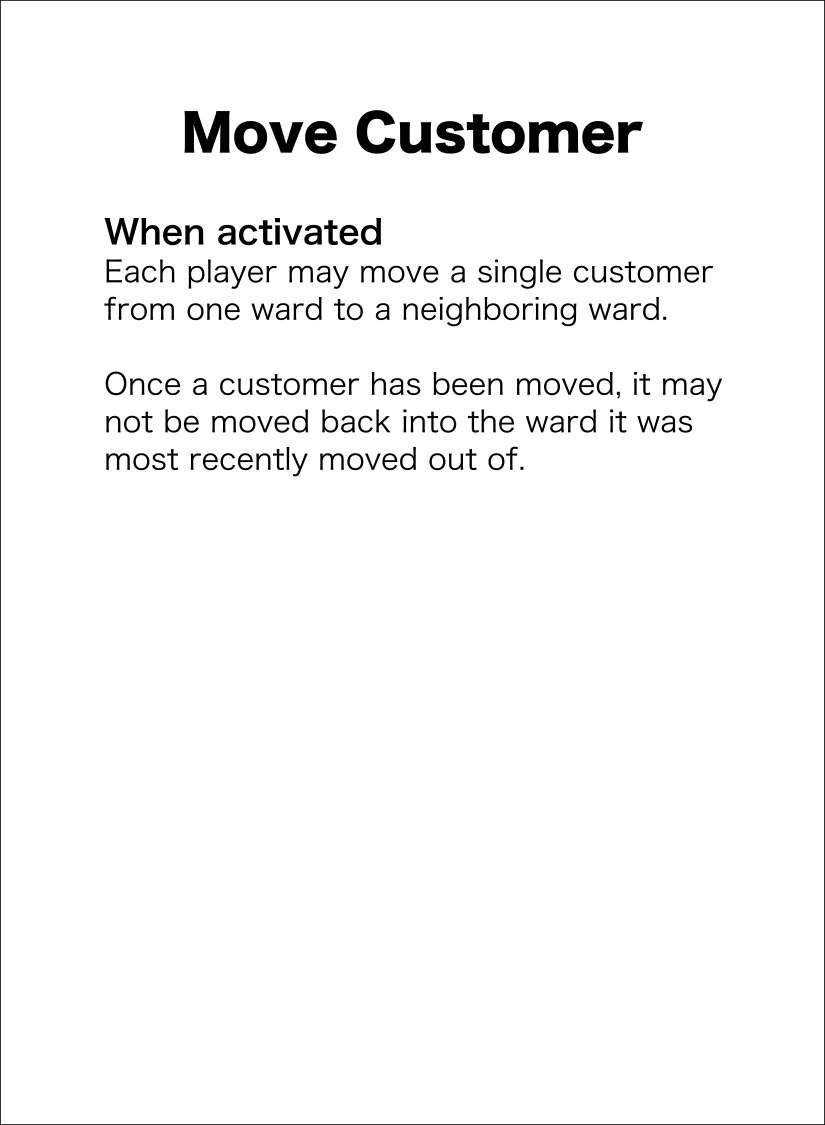 Move Customer
When activated
Each player may move a single customer
from one ward to a neighboring ward.
Once a customer has been moved, it may
not be moved back into the ward it was
most recently moved out of.